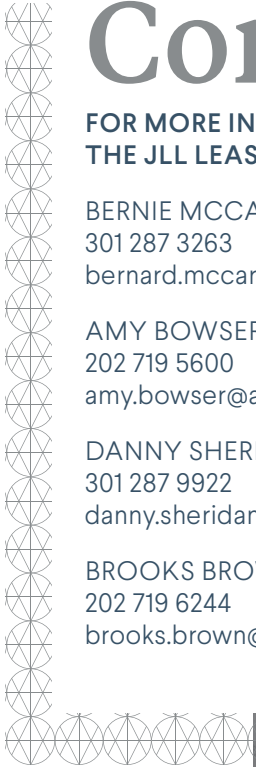 Con
FOR MORE IN
THE JLL LEAS
BERNIE MCCA
301 287 3263
bernard.mccar
AMY BOWSER
202 719 5600
amy.bowser@a
DANNY SHERI
301 287 9922
danny.sheridan
BROOKS BROW
202 719 6244
brooks.brown@